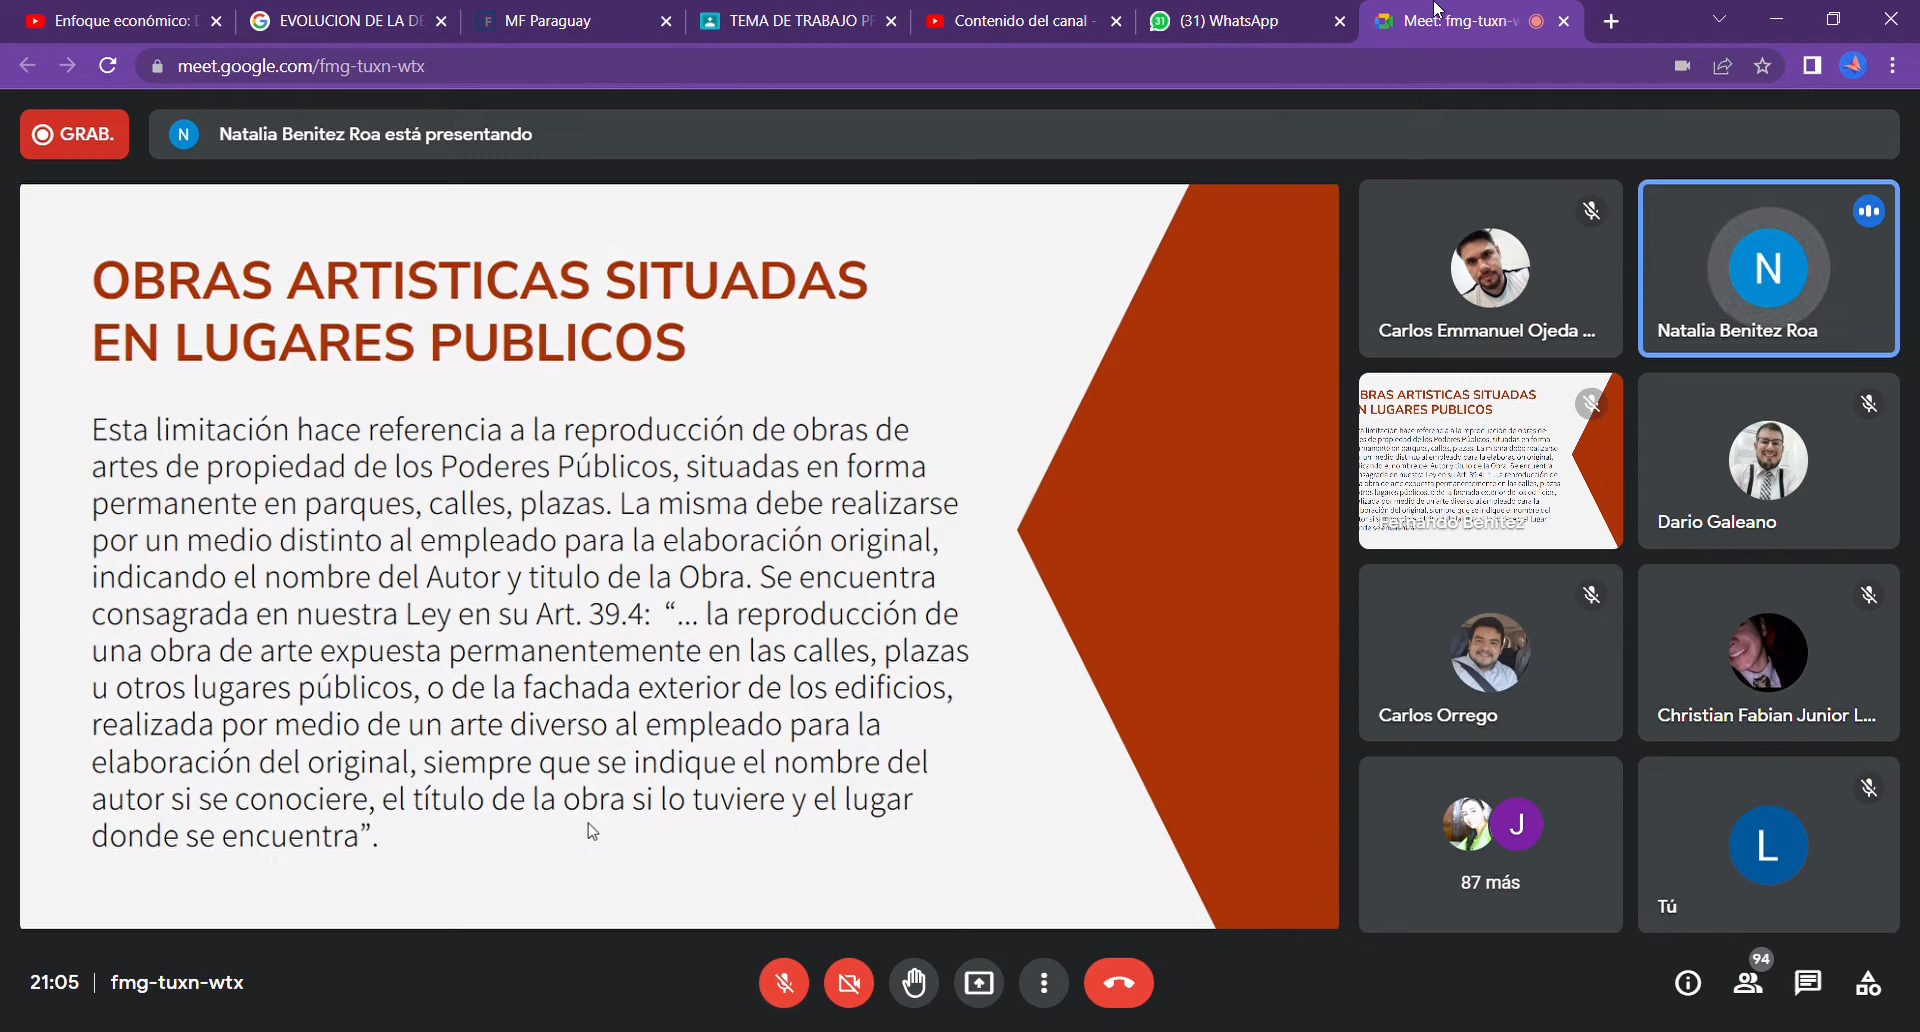 Enfoque económico: D
EVOLUCION DE LA DE
MF Paraguay
TEMA DE TRABAJO PR
Contenido del canal -
(31) WhatsApp
Meet: fmg-tuxn-w
meet.google.com/fmg-tuxn-wtx
GRAB.
N
Natalia Benitez Roa está presentando
OBRAS ARTISTICAS SITUADAS
EN LUGARES PUBLICOS
Esta limitación hace referencia a la reproducción de obras de
artes de propiedad de los Poderes Públicos, situadas en forma
permanente en parques, calles, plazas. La misma debe realizarse
por un medio distinto al empleado para la elaboración original,
indicando el nombre del Autor y titulo de la Obra. Se encuentra
consagrada en nuestra Ley en su Art. 39.4: “... la reproducción de
una obra de arte expuesta permanentemente en las calles, plazas
u otros lugares públicos, o de la fachada exterior de los edificios,
realizada por medio de un arte diverso al empleado para la
elaboración del original, siempre que se indique el nombre del
autor si se conociere, el título de la obra si lo tuviere y el lugar
donde se encuentra”.
Carlos Emmanuel Ojeda ...
N
Natalia Benitez Roa
BRAS ARTISTICAS SITUADAS
N LUGARES PUBLICOS
Fernando Benitez
Dario Galeano
Carlos Orrego
Christian Fabian Junior L...
J
87 más
L
Tú
21:05
fmg-tuxn-wtx
94